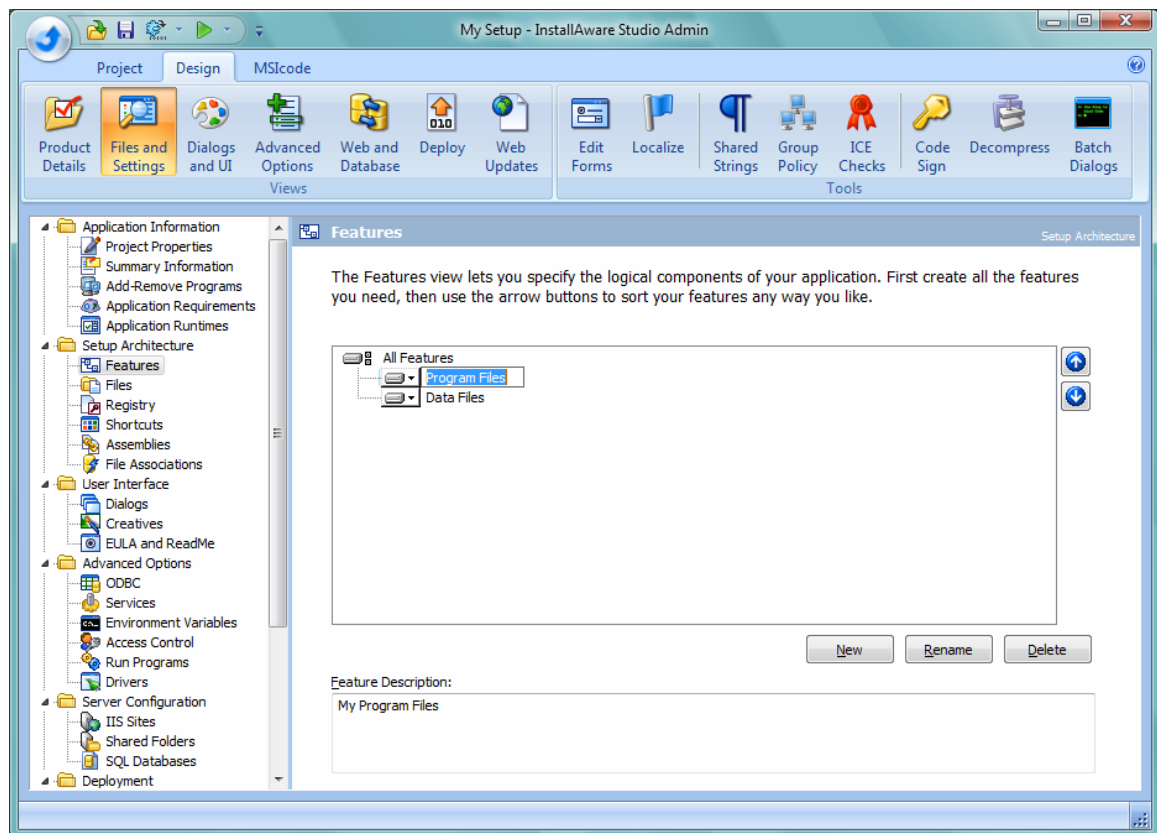 My Setup - InstallAware Studio Admin
Project Design MSIcode
Product Details
Files and Settings
Dialogs and UI
Advanced Options
Web and Database
Deploy
Web Updates
Edit Forms
Localize
Shared Strings
Group Policy
ICE Checks
Code Sign
Decompress
Batch Dialogs
Views
Tools
Application Information
Project Properties
Summary Information
Add-Remove Programs
Application Requirements
Application Runtimes
Setup Architecture
Features
Files
Registry
Shortcuts
Assemblies
File Associations
User Interface
Dialogs
Creatives
EULA and ReadMe
Advanced Options
ODBC
Services
Environment Variables
Access Control
Run Programs
Drivers
Server Configuration
IIS Sites
Shared Folders
SQL Databases
Deployment
Features
Setup Architecture
The Features view lets you specify the logical components of your application. First create all the features
you need, then use the arrow buttons to sort your features any way you like.
All Features
Program Files
Data Files
New Rename Delete
Feature Description:
My Program Files